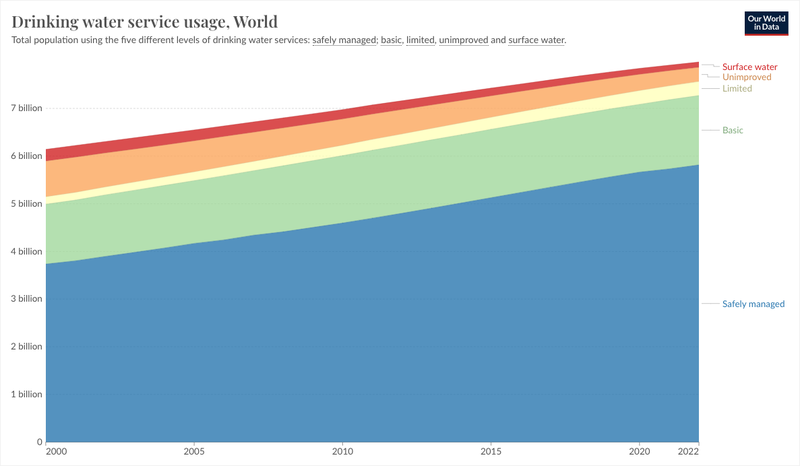 Drinking water service usage, World
Our World
in Data
Total population using the five different levels of drinking water services: safely managed; basic, limited, unimproved and surface water.
Surface water
Unimproved
Limited
Basic
Safely managed
7 billion
6 billion
5 billion
4 billion
3 billion
2 billion
1 billion
0
2000
2005
2010
2015
2020
2022